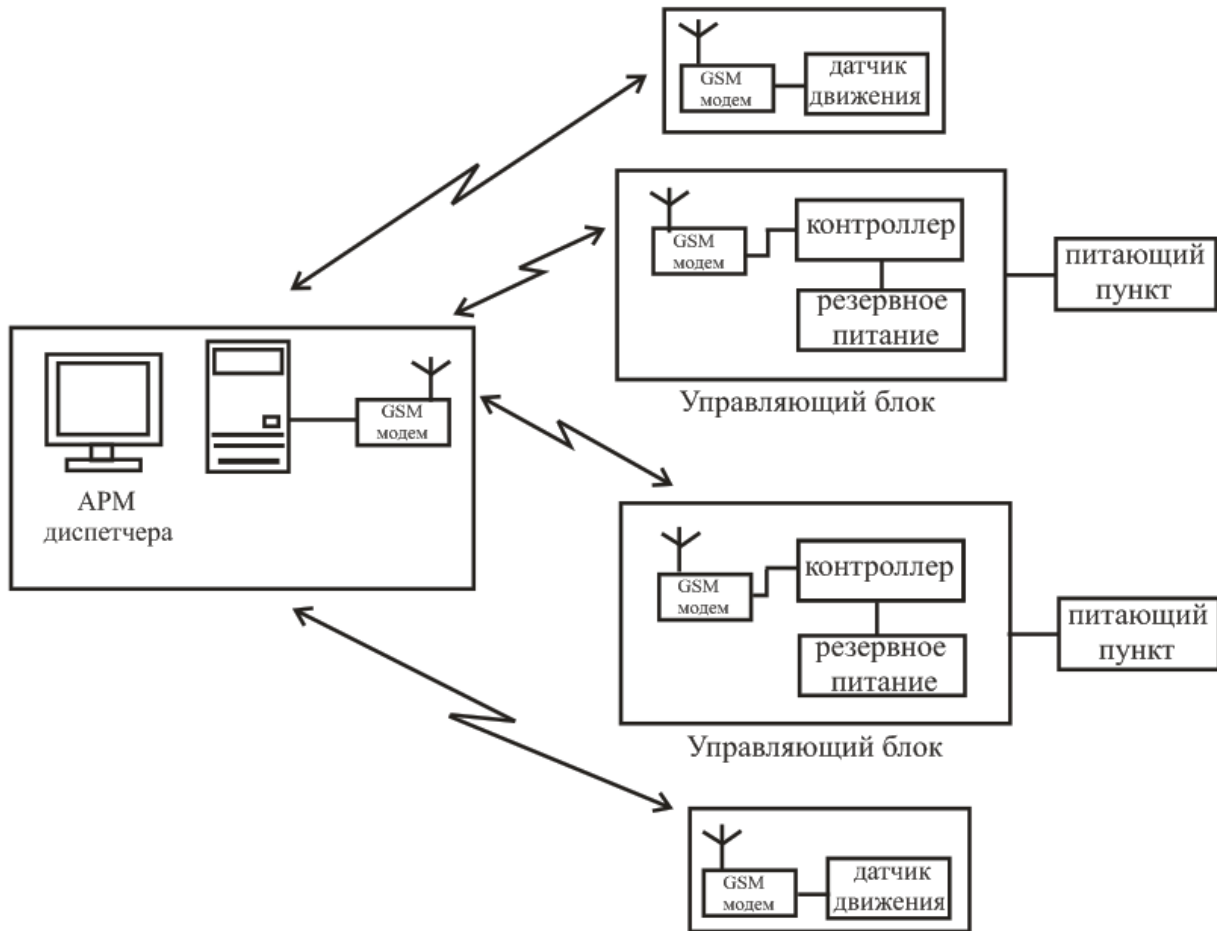 GSM
модем
датчик
движения
GSM
модем
контроллер
резервное
питание
питающий
пункт
Управляющий блок
GSM
модем
АРМ
диспетчера
GSM
модем
контроллер
резервное
питание
питающий
пункт
Управляющий блок
GSM
модем
датчик
движения